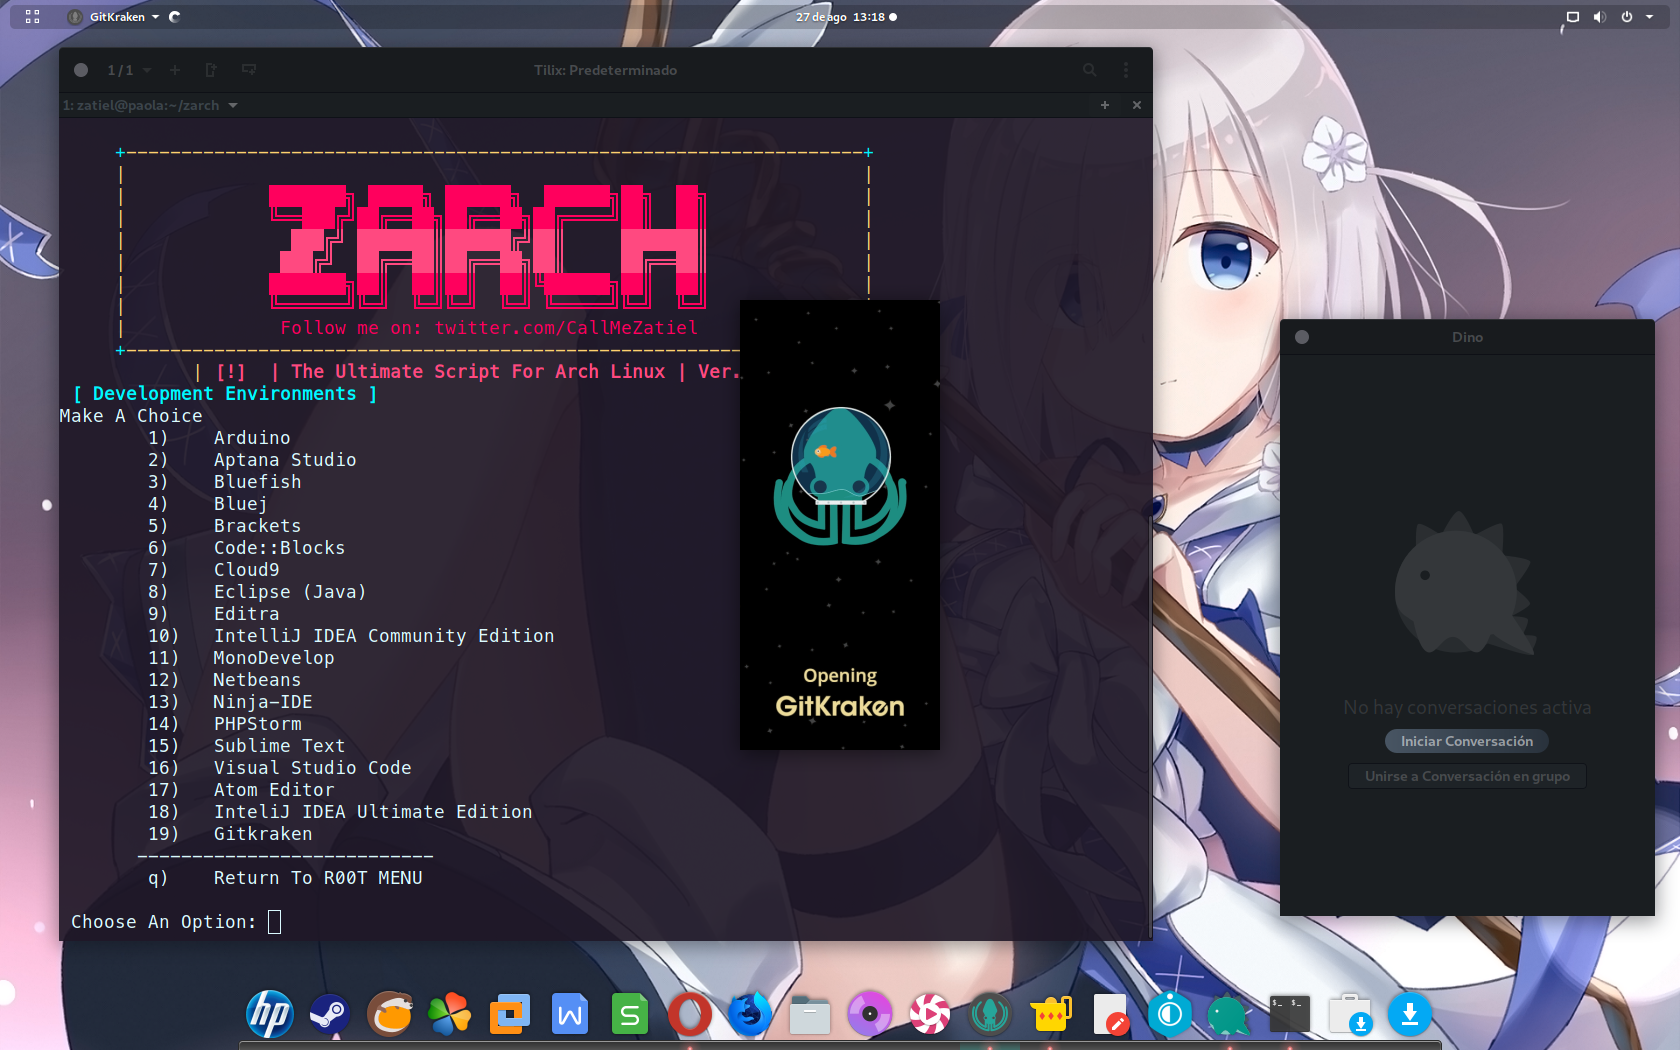 GitKraken
27 de ago 13:18
1 / 1
Tilix: Predeterminado
1: zatiel@paola:~/zarch
ZARCH
Follow me on: twitter.com/CallMeZatiel
| [!] | The Ultimate Script For Arch Linux | Ver.
[ Development Environments ]
Make A Choice
1) Arduino
2) Aptana Studio
3) Bluefish
4) Bluej
5) Brackets
6) Code::Blocks
7) Cloud9
8) Eclipse (Java)
9) Editra
10) IntelliJ IDEA Community Edition
11) MonoDevelop
12) Netbeans
13) Ninja-IDE
14) PHPStorm
15) Sublime Text
16) Visual Studio Code
17) Atom Editor
18) InteliJ IDEA Ultimate Edition
19) Gitkraken
---------------------------
q) Return To R00T MENU
Choose An Option:
Opening
GitKraken
Dino
No hay conversaciones activa
Iniciar Conversación
Unirse a Conversación en grupo
hp
W
S
$_ $_